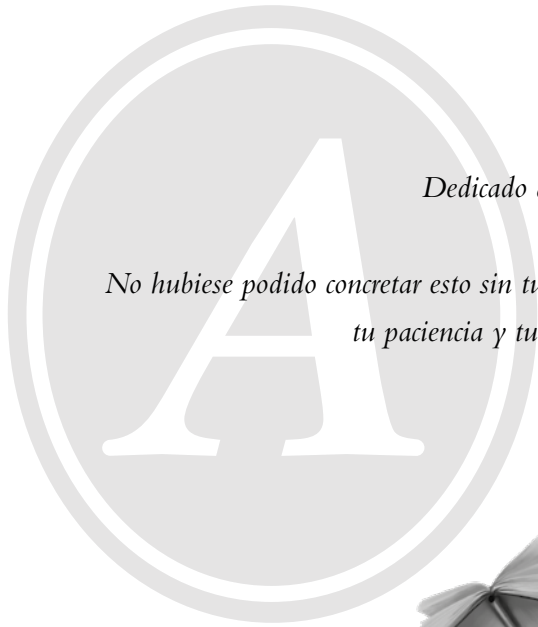 A
Dedicado
No hubiese podido concretar esto sin tu
tu paciencia y tu